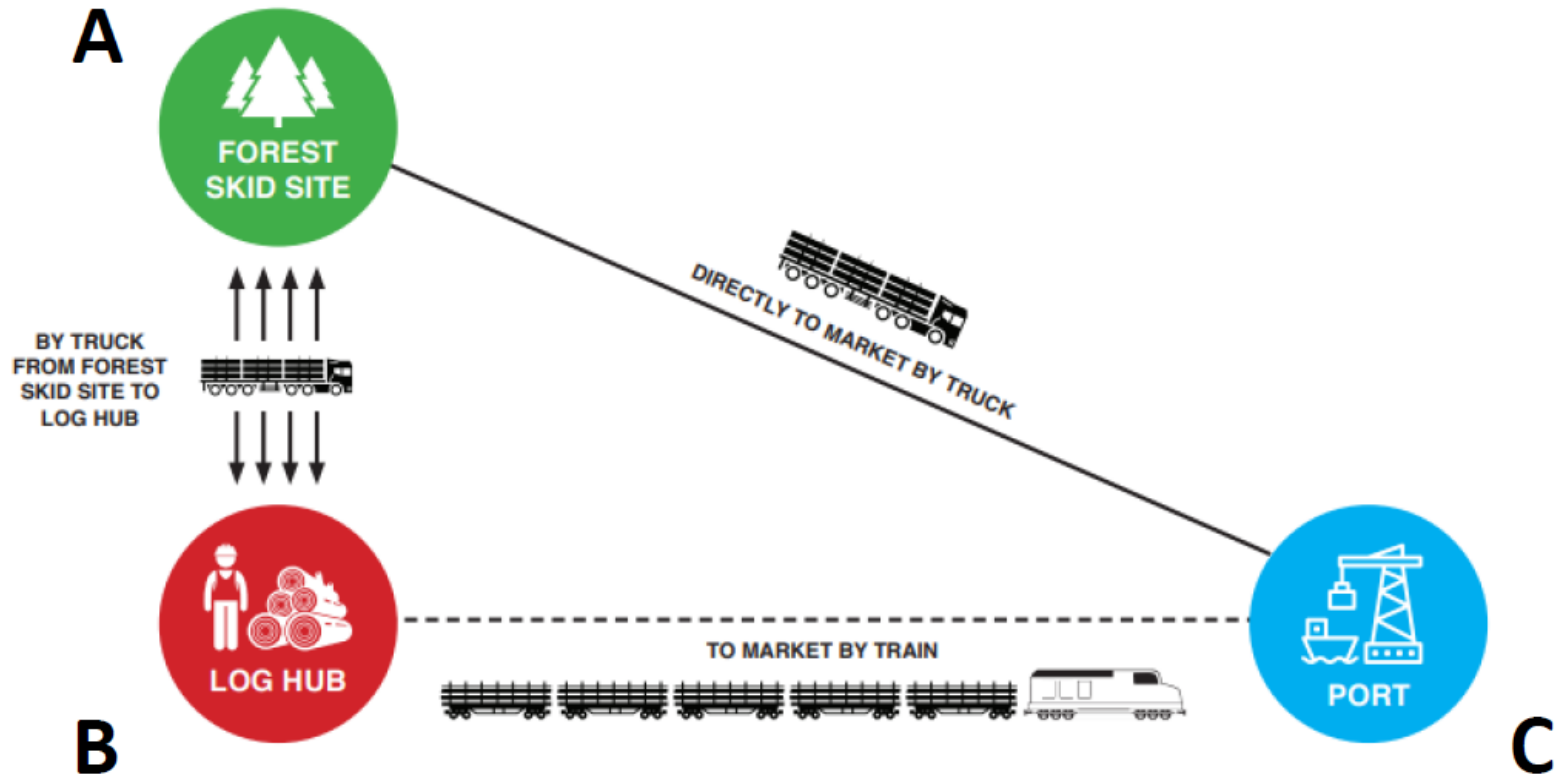 A
FOREST
SKID SITE
BY TRUCK
FROM FOREST
SKID SITE TO
LOG HUB
DIRECTLY TO MARKET BY TRUCK
LOG HUB
TO MARKET BY TRAIN
PORT
B
C